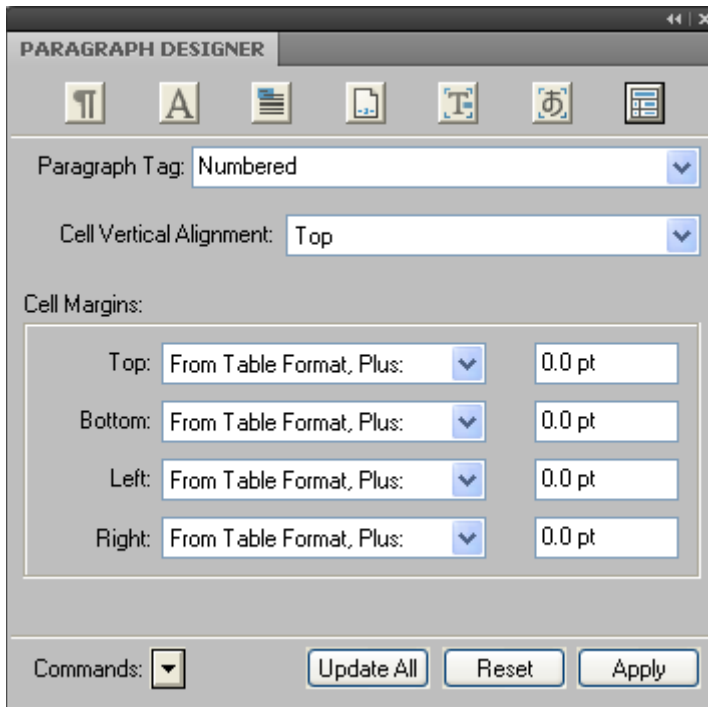 PARAGRAPH DESIGNER
¶ A T あ
Paragraph Tag: Numbered
Cell Vertical Alignment: Top
Cell Margins:
Top: From Table Format, Plus: 0.0 pt
Bottom: From Table Format, Plus: 0.0 pt
Left: From Table Format, Plus: 0.0 pt
Right: From Table Format, Plus: 0.0 pt
Commands: Update All Reset Apply